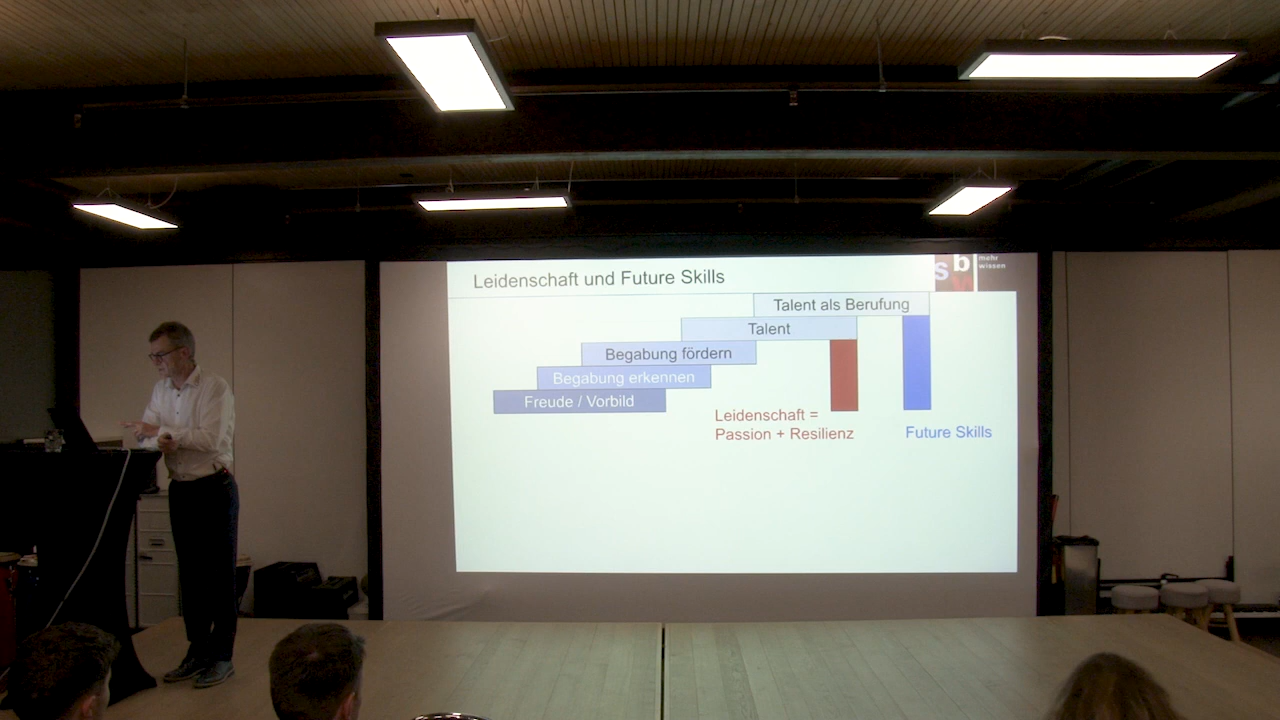 Leidenschaft und Future Skills
sb
mehr
wissen
Talent als Berufung
Talent
Begabung fördern
Begabung erkennen
Freude / Vorbild
Leidenschaft =
Passion + Resilienz
Future Skills